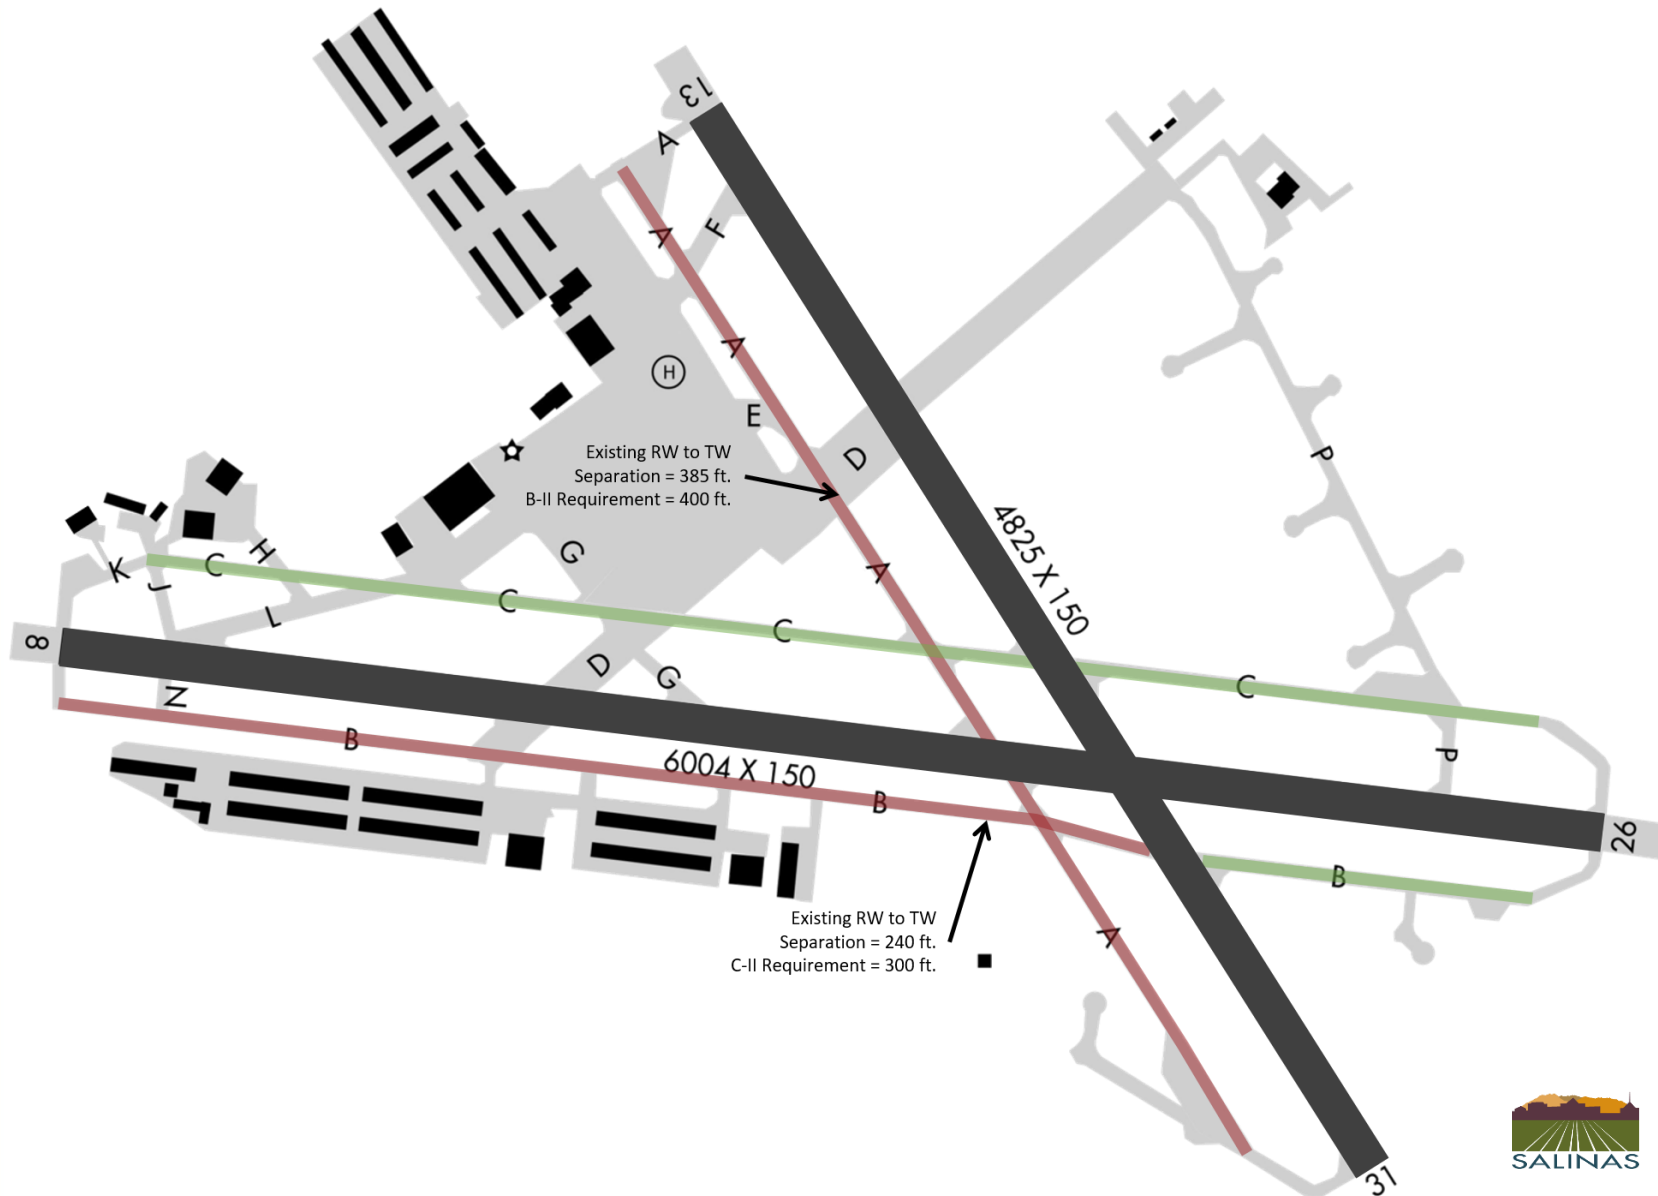 13
A
A
F
A
H
E
D
Existing RW to TW
Separation = 385 ft.
B-II Requirement = 400 ft.
P
4825 X 150
G
H
C
K
J
A
C
L
C
8
D
G
C
N
B
P
6004 X 150
B
26
B
Existing RW to TW
Separation = 240 ft.
C-II Requirement = 300 ft.
A
SALINAS
31